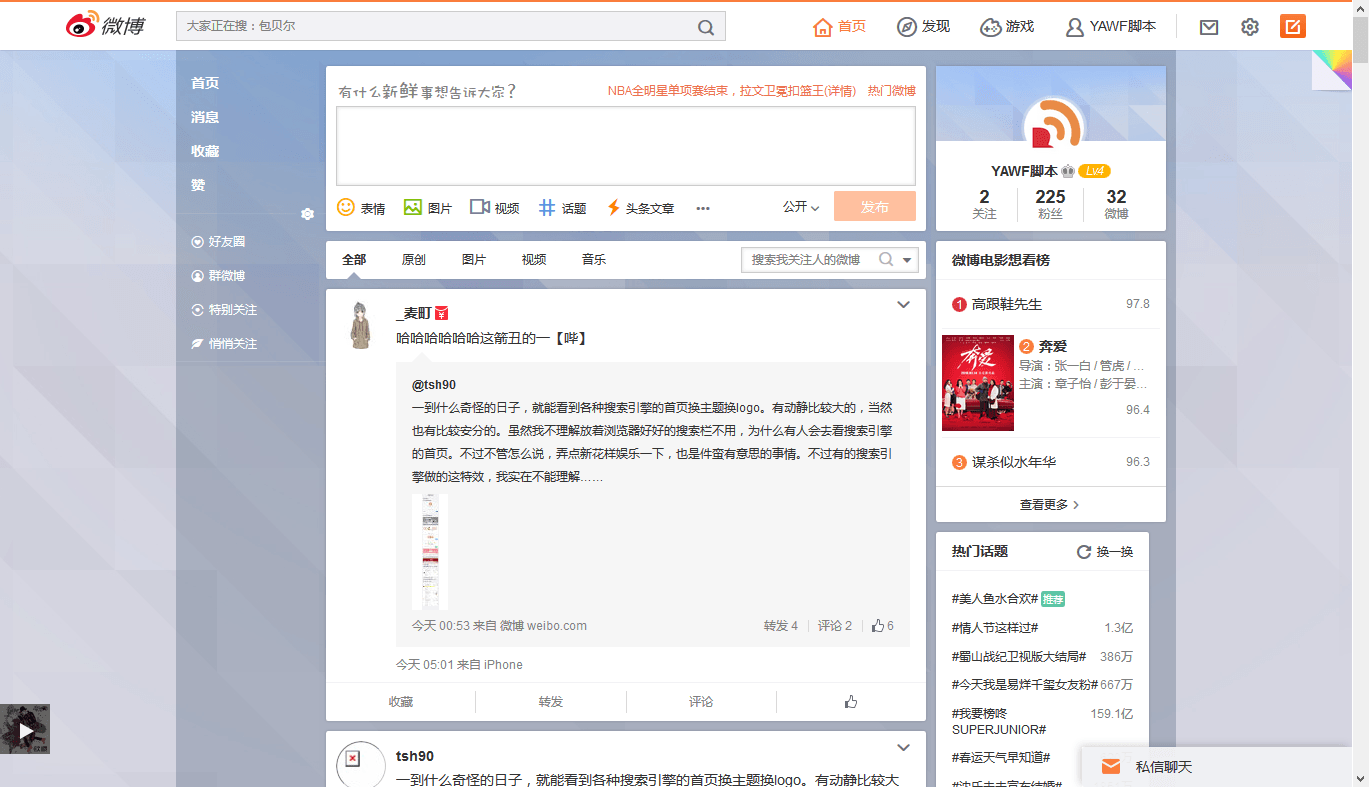 微博
大家正在搜：包贝尔
首页
发现
游戏
YAWF脚本
首页
消息
收藏
赞
好友圈
群微博
特别关注
悄悄关注
有什么新鲜事想告诉大家?
NBA全明星单项赛结束，拉文卫冕扣篮王(详情) 热门微博
表情 图片 视频 话题 头条文章 ... 公开 发布
全部 原创 图片 视频 音乐
搜索我关注人的微博
_麦町
哈哈哈哈哈哈这箭丑的一【哔】
@tsh90
一到什么奇怪的日子，就能看到各种搜索引擎的首页换主题换logo。有动静比较大的，当然
也有比较安分的。虽然我不理解放着浏览器好好的搜索栏不用，为什么有人会去看搜索引擎
的首页。不过不管怎么说，弄点新花样娱乐一下，也是件蛮有意思的事情。不过有的搜索引
擎做的这特效，我实在不能理解……
今天 00:53 来自 微博 weibo.com
转发 4 评论 2 6
今天 05:01 来自 iPhone
收藏 转发 评论
tsh90
一到什么奇怪的日子，就能看到各种搜索引擎的首页换主题换logo。有动静比较大
YAWF脚本 Lv4
2 225 32
关注 粉丝 微博
微博电影想看榜
1 高跟鞋先生 97.8
奔爱
2 奔爱
导演：张一白 / 管虎 / ...
主演：章子怡 / 彭于晏...
96.4
3 谋杀似水年华 96.3
查看更多
热门话题 换一换
#美人鱼水合欢# 推荐
#情人节这样过# 1.3亿
#蜀山战纪卫视版大结局# 386万
#今天我是易烊千玺女友粉# 667万
#我要榜咚 159.1亿
SUPERJUNIOR#
#春运天气早知道#
私信聊天